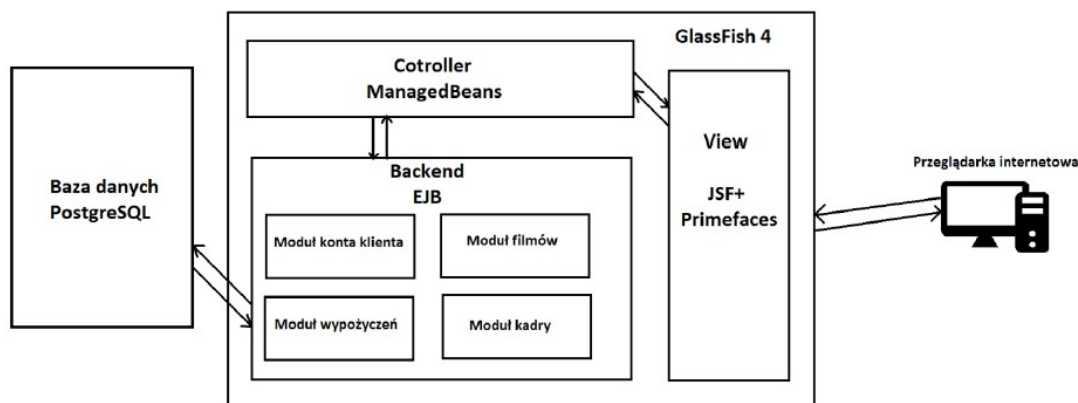 GlassFish 4
Cotroller
ManagedBeans
Baza danych
PostgreSQL
Backend
EJB
Moduł konta klienta
Moduł filmów
Moduł wypożyczeń
Moduł kadry
View
JSF+
Primefaces
Przeglądarka internetowa